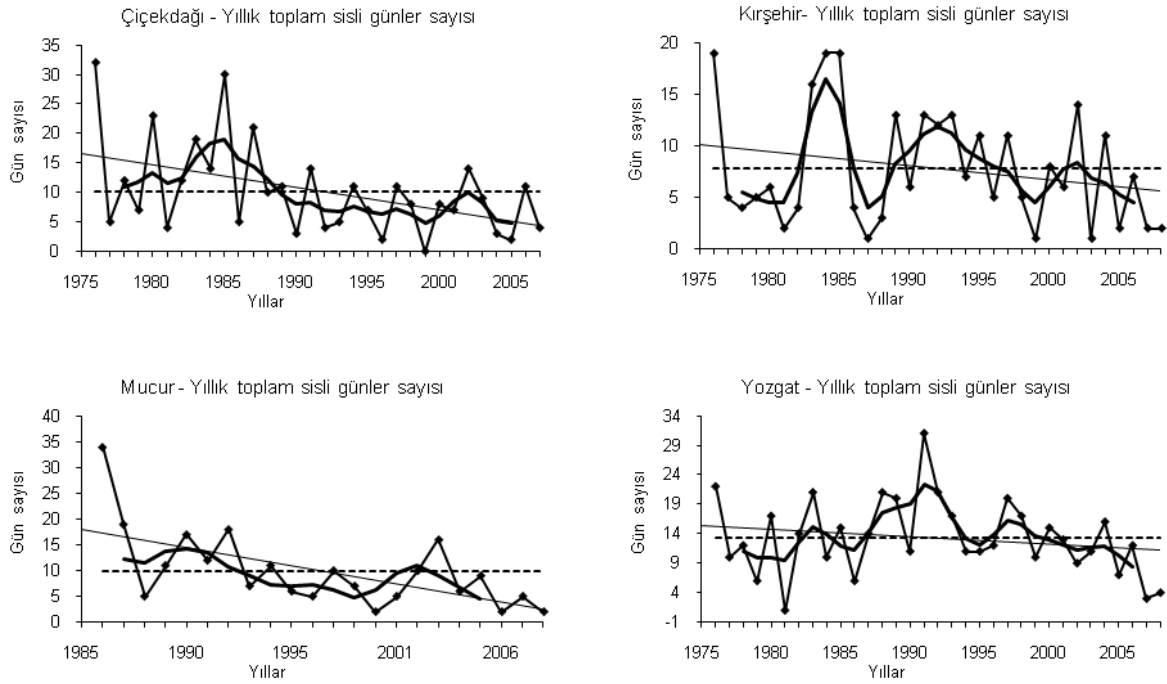 Çiçekdağı - Yıllık toplam sisli günler sayısı
Gün sayısı
35
30
25
20
15
10
5
0
1975 1980 1985 1990 1995 2000 2005
Yıllar
Kırşehir- Yıllık toplam sisli günler sayısı
Gün sayısı
20
15
10
5
0
1975 1980 1985 1990 1995 2000 2005
Yıllar
Mucur - Yıllık toplam sisli günler sayısı
Gün sayısı
40
35
30
25
20
15
10
5
0
1985 1990 1995 2001 2006
Yıllar
Yozgat - Yıllık toplam sisli günler sayısı
Gün sayısı
34
29
24
19
14
9
4
-1
1975 1980 1985 1990 1995 2000 2005
Yıllar